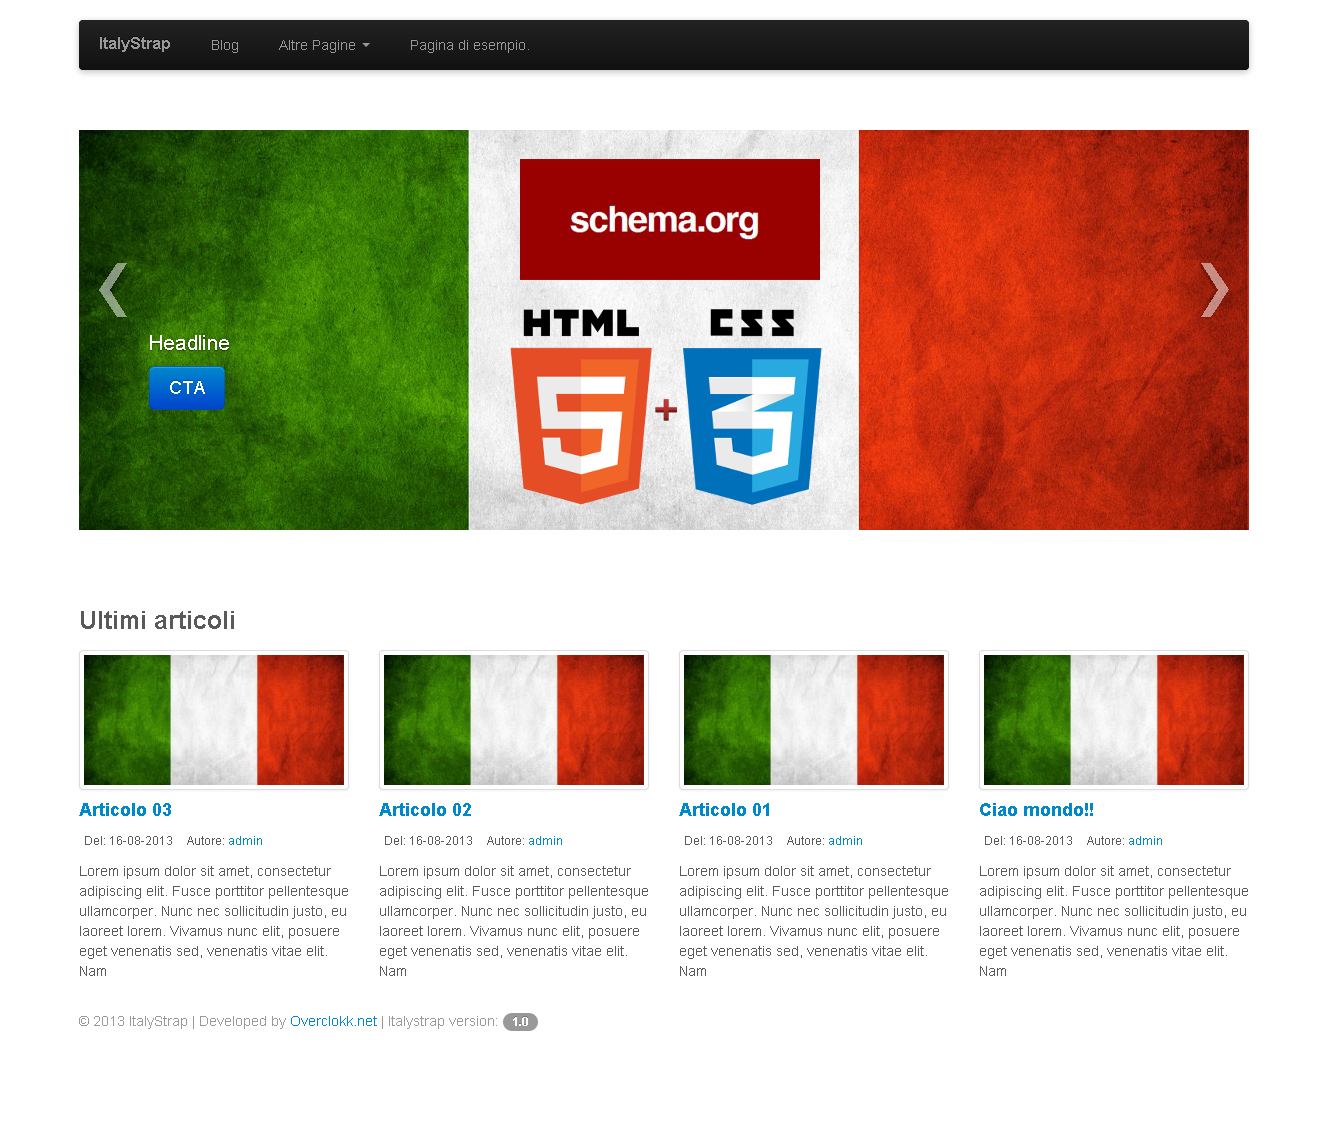 ItalyStrap Blog Altre Pagine Pagina di esempio.
schema.org
HTML CSS
5 + 3
Headline
CTA
Ultimi articoli
Articolo 03
Del: 16-08-2013 Autore: admin
Lorem ipsum dolor sit amet, consectetur
adipiscing elit. Fusce porttitor pellentesque
ullamcorper. Nunc nec sollicitudin justo, eu
laoreet lorem. Vivamus nunc elit, posuere
eget venenatis sed, venenatis vitae elit.
Nam
Articolo 02
Del: 16-08-2013 Autore: admin
Lorem ipsum dolor sit amet, consectetur
adipiscing elit. Fusce porttitor pellentesque
ullamcorper. Nunc nec sollicitudin justo, eu
laoreet lorem. Vivamus nunc elit, posuere
eget venenatis sed, venenatis vitae elit.
Nam
Articolo 01
Del: 16-08-2013 Autore: admin
Lorem ipsum dolor sit amet, consectetur
adipiscing elit. Fusce porttitor pellentesque
ullamcorper. Nunc nec sollicitudin justo, eu
laoreet lorem. Vivamus nunc elit, posuere
eget venenatis sed, venenatis vitae elit.
Nam
Ciao mondo!!
Del: 16-08-2013 Autore: admin
Lorem ipsum dolor sit amet, consectetur
adipiscing elit. Fusce porttitor pellentesque
ullamcorper. Nunc nec sollicitudin justo, eu
laoreet lorem. Vivamus nunc elit, posuere
eget venenatis sed, venenatis vitae elit.
Nam
© 2013 ItalyStrap | Developed by Overclokk.net | Italystrap version: 1.0